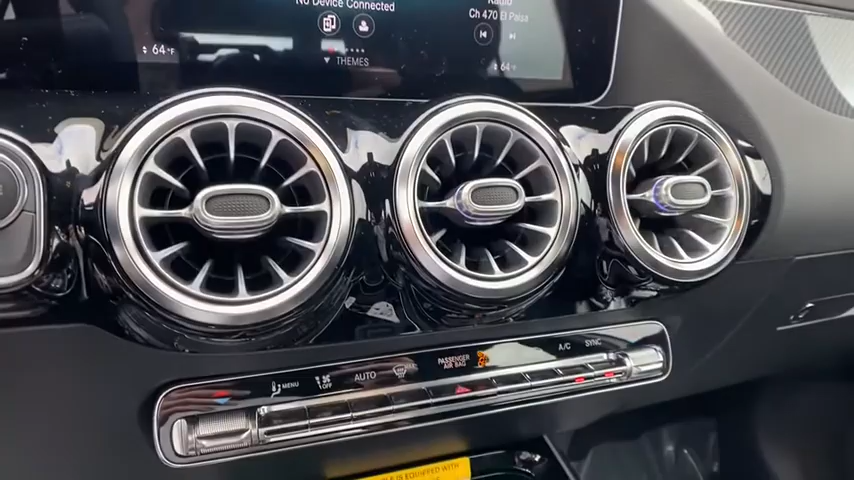 No Device Connected
Radio
Ch 470 El Paisa
64°F
THEMES
64°F
MENU
OFF
AUTO
PASSENGER
AIR BAG
A/C
SYNC
IS EQUIPPED WITH